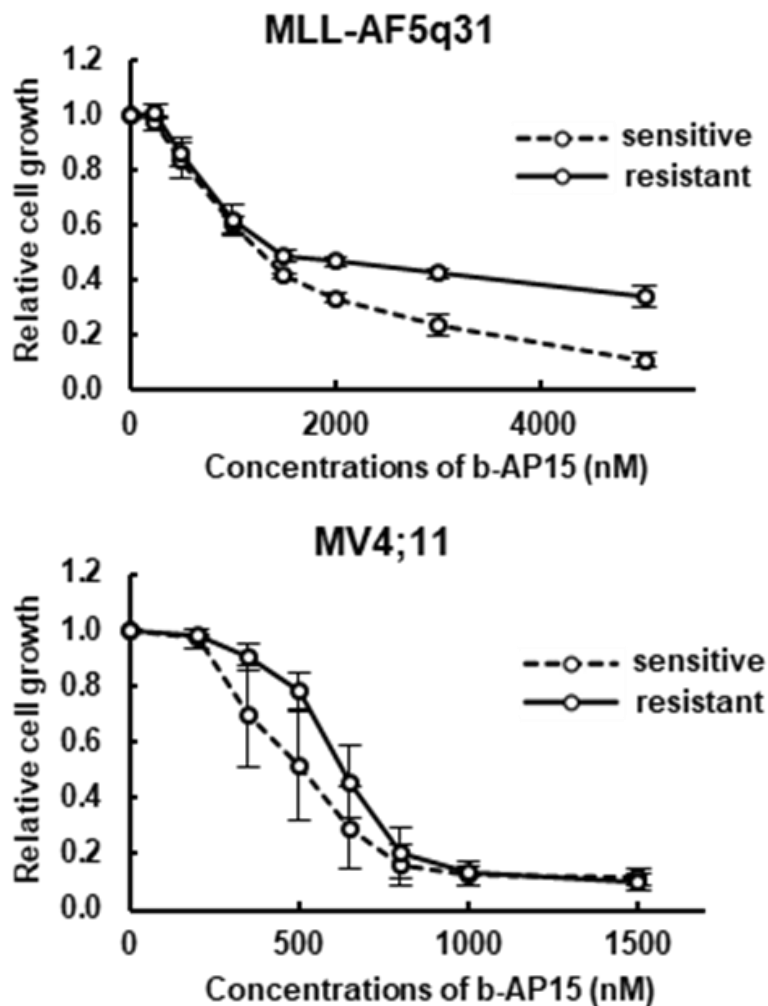 MLL-AF5q31
1.2
1.0
0.8
0.6
0.4
0.2
0.0
Relative cell growth
sensitive
resistant
0 2000 4000
Concentrations of b-AP15 (nM)
MV4;11
1.2
1.0
0.8
0.6
0.4
0.2
0.0
Relative cell growth
sensitive
resistant
0 500 1000 1500
Concentrations of b-AP15 (nM)